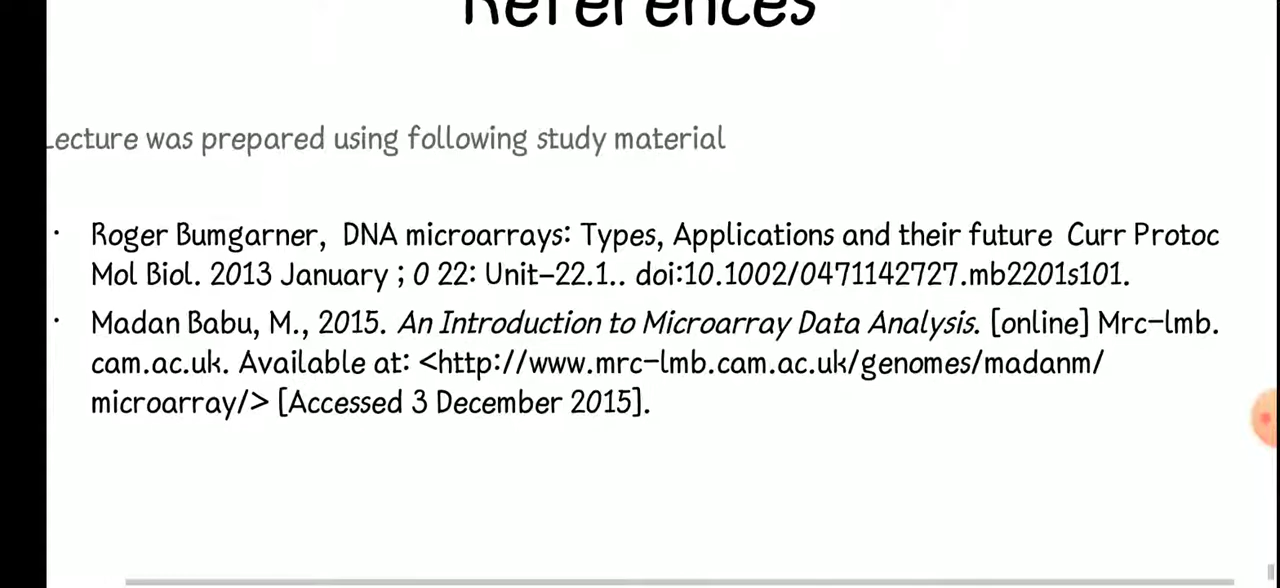 References
Lecture was prepared using following study material
· Roger Bumgarner, DNA microarrays: Types, Applications and their future Curr Protoc
Mol Biol. 2013 January ; 0 22: Unit–22.1.. doi:10.1002/0471142727.mb2201s101.
· Madan Babu, M., 2015. An Introduction to Microarray Data Analysis. [online] Mrc–lmb.
cam.ac.uk. Available at: <http://www.mrc–lmb.cam.ac.uk/genomes/madanm/
microarray/> [Accessed 3 December 2015].